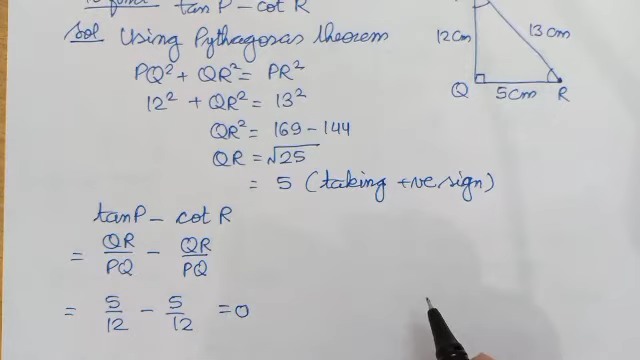 To find tan P - cot R
Sol Using Pythagoras theorem
PQ² + QR² = PR²
12² + QR² = 13²
QR² = 169 - 144
QR = √25
= 5 (taking +ve sign)
tan P - cot R
= QR/PQ - QR/PQ
= 5/12 - 5/12 = 0
12 cm
13 cm
Q 5 cm R